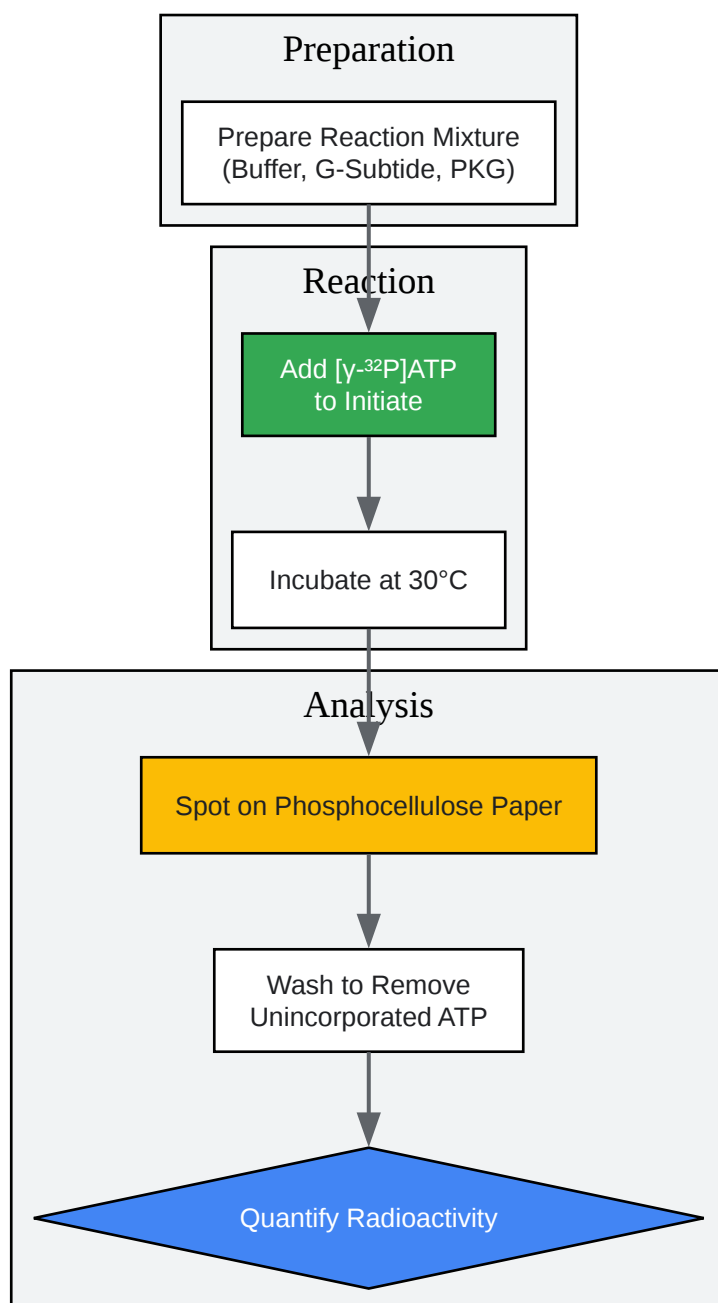 Preparation
Prepare Reaction Mixture
(Buffer, G-Subtide, PKG)
Reaction
Add [γ-³²P]ATP
to Initiate
Incubate at 30°C
Analysis
Spot on Phosphocellulose Paper
Wash to Remove
Unincorporated ATP
Quantify Radioactivity